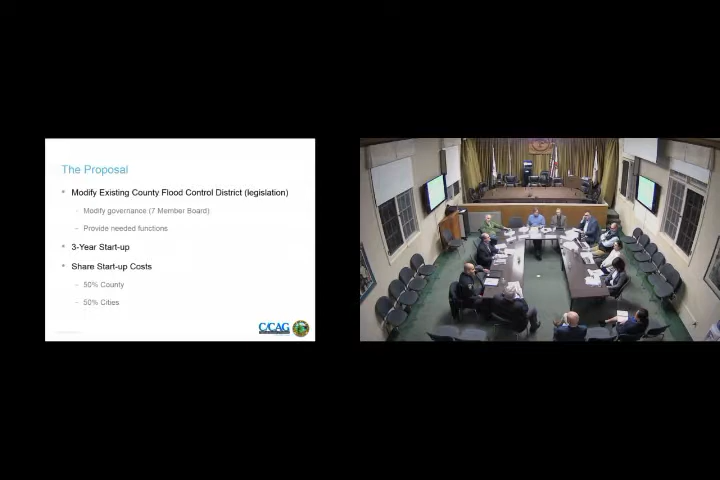 The Proposal
• Modify Existing County Flood Control District (legislation)
- Modify governance (7 Member Board)
- Provide needed functions
• 3-Year Start-up
• Share Start-up Costs
- 50% County
- 50% Cities
C/CAG